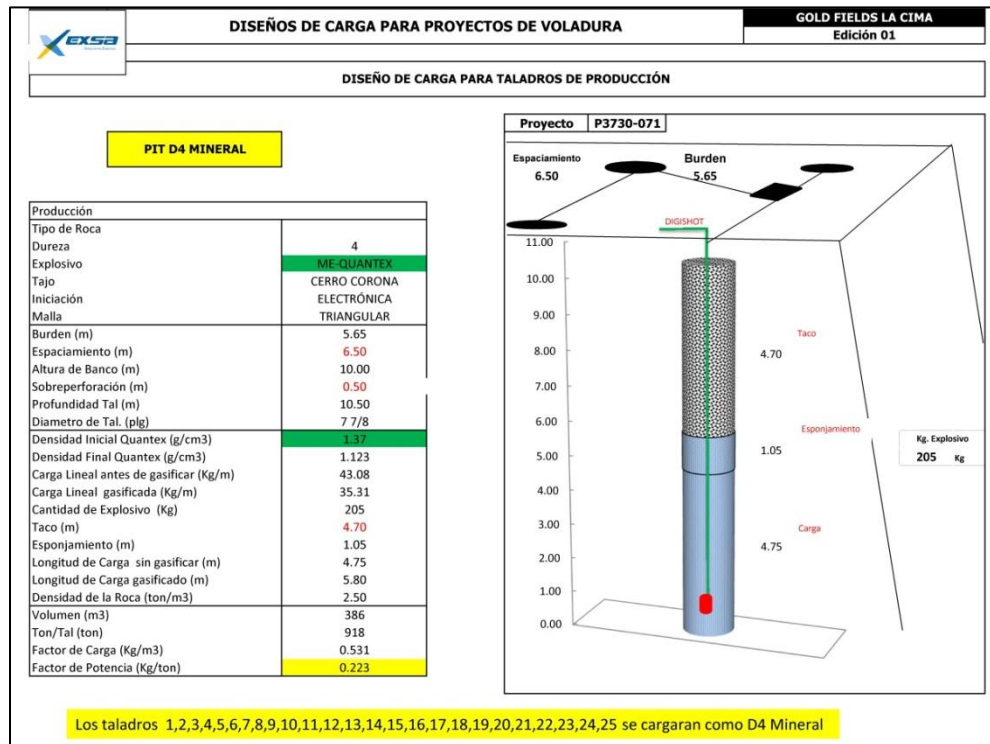 exsa
DISEÑOS DE CARGA PARA PROYECTOS DE VOLADURA
GOLD FIELDS LA CIMA
Edición 01
DISEÑO DE CARGA PARA TALADROS DE PRODUCCIÓN
PIT D4 MINERAL
Producción
Tipo de Roca
Dureza 4
Explosivo ME-QUANTEX
Tajo CERRO CORONA
Iniciación ELECTRÓNICA
Malla TRIANGULAR
Burden (m) 5.65
Espaciamiento (m) 6.50
Altura de Banco (m) 10.00
Sobreperforación (m) 0.50
Profundidad Tal (m) 10.50
Diametro de Tal. (plg) 7 7/8
Densidad Inicial Quantex (g/cm3) 1.37
Densidad Final Quantex (g/cm3) 1.123
Carga Lineal antes de gasificar (Kg/m) 43.08
Carga Lineal gasificada (Kg/m) 35.31
Cantidad de Explosivo (Kg) 205
Taco (m) 4.70
Esponjamiento (m) 1.05
Longitud de Carga sin gasificar (m) 4.75
Longitud de Carga gasificado (m) 5.80
Densidad de la Roca (ton/m3) 2.50
Volumen (m3) 386
Ton/Tal (ton) 918
Factor de Carga (Kg/m3) 0.531
Factor de Potencia (Kg/ton) 0.223
Proyecto P3730-071
Espaciamiento
6.50
Burden
5.65
DIGISHOT
11.00
10.00
9.00
8.00
7.00
6.00
5.00
4.00
3.00
2.00
1.00
0.00
Taco
4.70
Esponjamiento
1.05
Carga
4.75
Kg. Explosivo
205 Kg
Los taladros 1,2,3,4,5,6,7,8,9,10,11,12,13,14,15,16,17,18,19,20,21,22,23,24,25 se cargaran como D4 Mineral